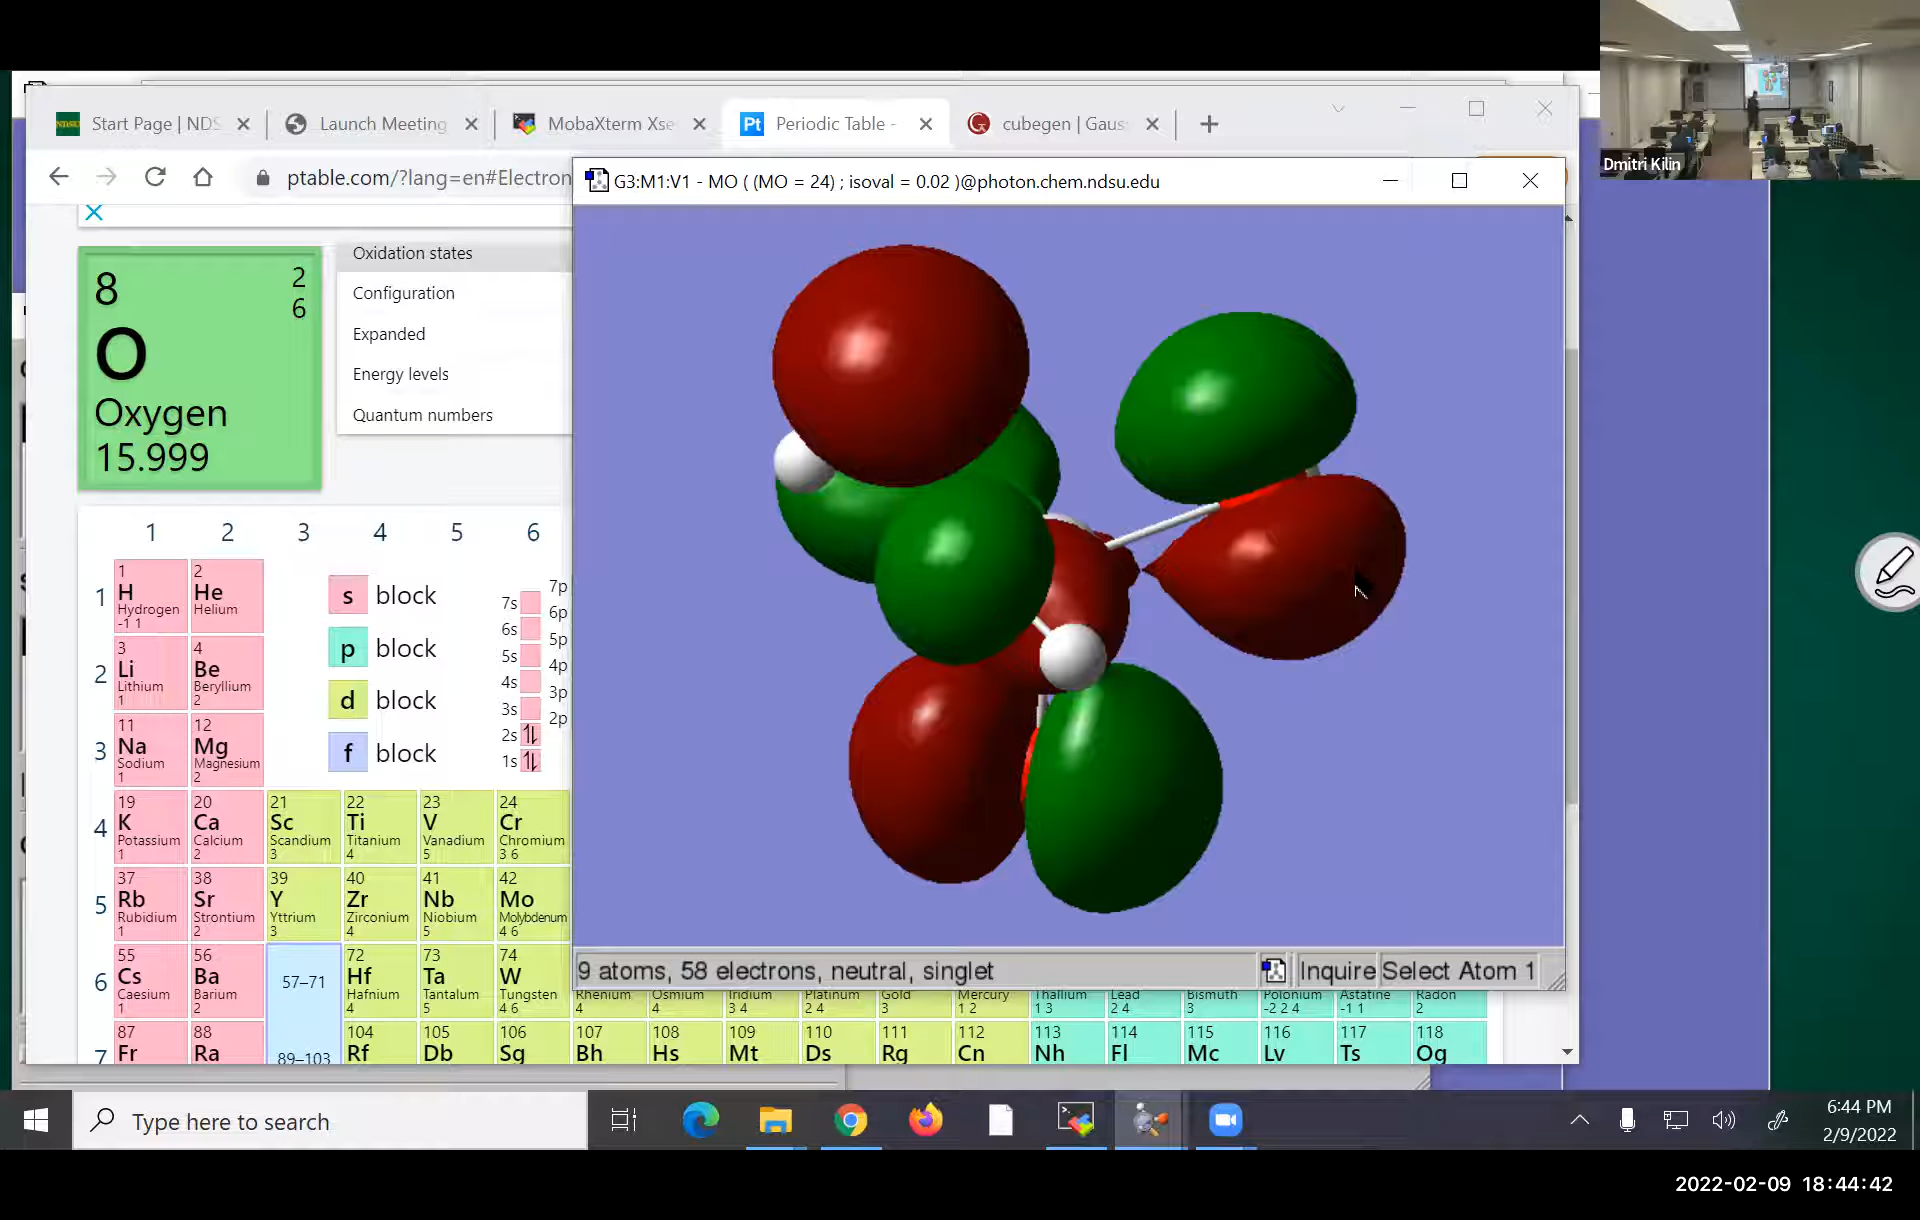 Start Page | NDS
Launch Meeting
MobaXterm Xse
Periodic Table -
cubegen | Gaus
ptable.com/?lang=en#Electron
G3:M1:V1 - MO ( (MO = 24) ; isoval = 0.02 )@photon.chem.ndsu.edu
Dmitri Kilin
8
2
6
O
Oxygen
15.999
Oxidation states
Configuration
Expanded
Energy levels
Quantum numbers
1 2 3 4 5 6
s block
p block
d block
f block
7s 7p
6s 6p
5s 5p
4s 4p
3s 3p
2s 2p
1s
1
1 H Hydrogen -1 1
2 He Helium
2
3 Li Lithium 1
4 Be Beryllium 2
3
11 Na Sodium 1
12 Mg Magnesium 2
4
19 K Potassium 1
20 Ca Calcium 2
21 Sc Scandium 3
22 Ti Titanium 4
23 V Vanadium 5
24 Cr Chromium 3 6
5
37 Rb Rubidium 1
38 Sr Strontium 2
39 Y Yttrium 3
40 Zr Zirconium 4
41 Nb Niobium 5
42 Mo Molybdenum 4 6
6
55 Cs Caesium 1
56 Ba Barium 2
57–71
72 Hf Hafnium 4
73 Ta Tantalum 5
74 W Tungsten 4 6
Rhenium 4
Osmium 4
Iridium 3 4
Platinum 2 4
Gold 3
Mercury 1 2
Thallium 1 3
Lead 2 4
Bismuth 3
Polonium -2 2 4
Astatine -1 1
Radon 2
7
87 Fr
88 Ra
89–103
104 Rf
105 Db
106 Sg
107 Bh
108 Hs
109 Mt
110 Ds
111 Rg
112 Cn
113 Nh
114 Fl
115 Mc
116 Lv
117 Ts
118 Og
9 atoms, 58 electrons, neutral, singlet
Inquire
Select Atom 1
Type here to search
6:44 PM
2/9/2022
2022-02-09 18:44:42